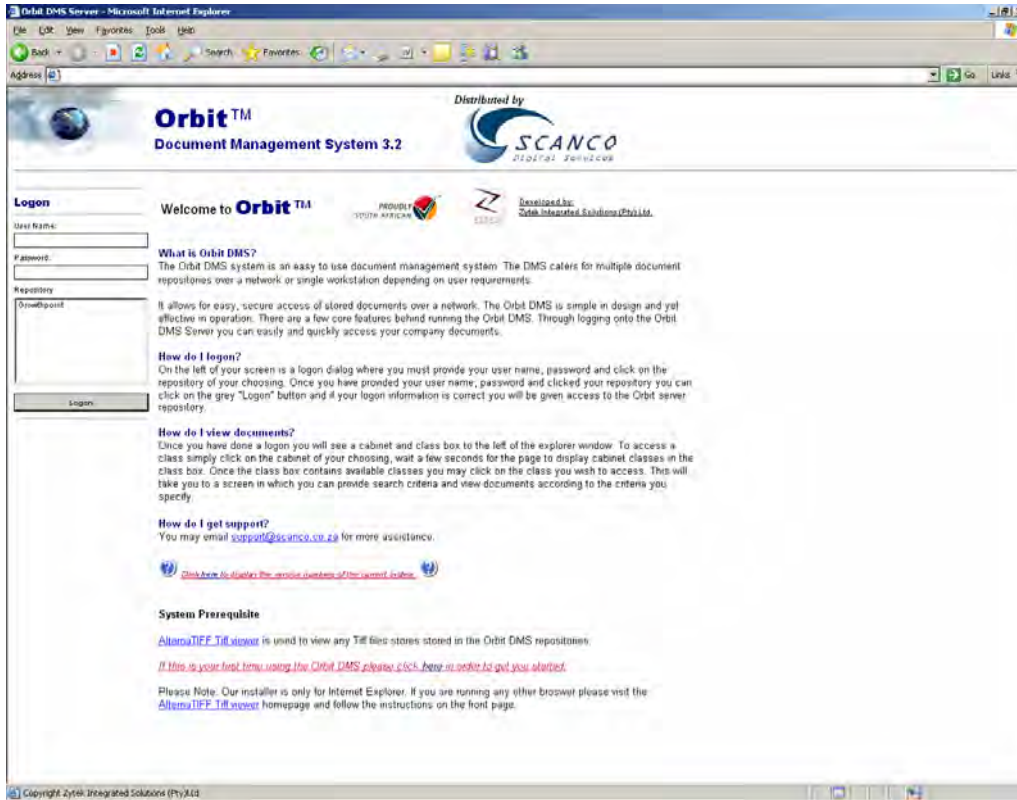 Orbit DMS Server - Microsoft Internet Explorer
File Edit View Favorites Tools Help
Back Search Favorites
Address Go Links
Distributed by
Orbit™
Document Management System 3.2
SCANCO
Digital Services
Logon
Welcome to Orbit TM
PROUDLY
SOUTH AFRICAN
Developed by:
Zytek Integrated Solutions (Pty) Ltd.
User Name:
Password:
Repository
Growthpoint
Logon
What is Orbit DMS?
The Orbit DMS system is an easy to use document management system. The DMS caters for multiple document
repositories over a network or single workstation depending on user requirements.
It allows for easy, secure access of stored documents over a network. The Orbit DMS is simple in design and yet
effective in operation. There are a few core features behind running the Orbit DMS. Through logging onto the Orbit
DMS Server you can easily and quickly access your company documents.
How do I logon?
On the left of your screen is a logon dialog where you must provide your user name, password and click on the
repository of your choosing. Once you have provided your user name, password and clicked your repository you can
click on the grey "Logon" button and if your logon information is correct you will be given access to the Orbit server
repository.
How do I view documents?
Once you have done a logon you will see a cabinet and class box to the left of the explorer window. To access a
class simply click on the cabinet of your choosing, wait a few seconds for the page to display cabinet classes in the
class box. Once the class box contains available classes you may click on the class you wish to access. This will
take you to a screen in which you can provide search criteria and view documents according to the criteria you
specify.
How do I get support?
You may email support@scanco.co.za for more assistance.
Click here to display the version numbers of the current system.
System Prerequisite
AlternaTIFF Tiff viewer is used to view any Tiff files stores stored in the Orbit DMS repositories.
If this is your first time using the Orbit DMS please click here in order to get you started.
Please Note: Our installer is only for Internet Explorer. If you are running any other broswer please visit the
AlternaTIFF Tiff viewer homepage and follow the instructions on the front page.
Copyright Zytek Integrated Solutions (Pty)Ltd